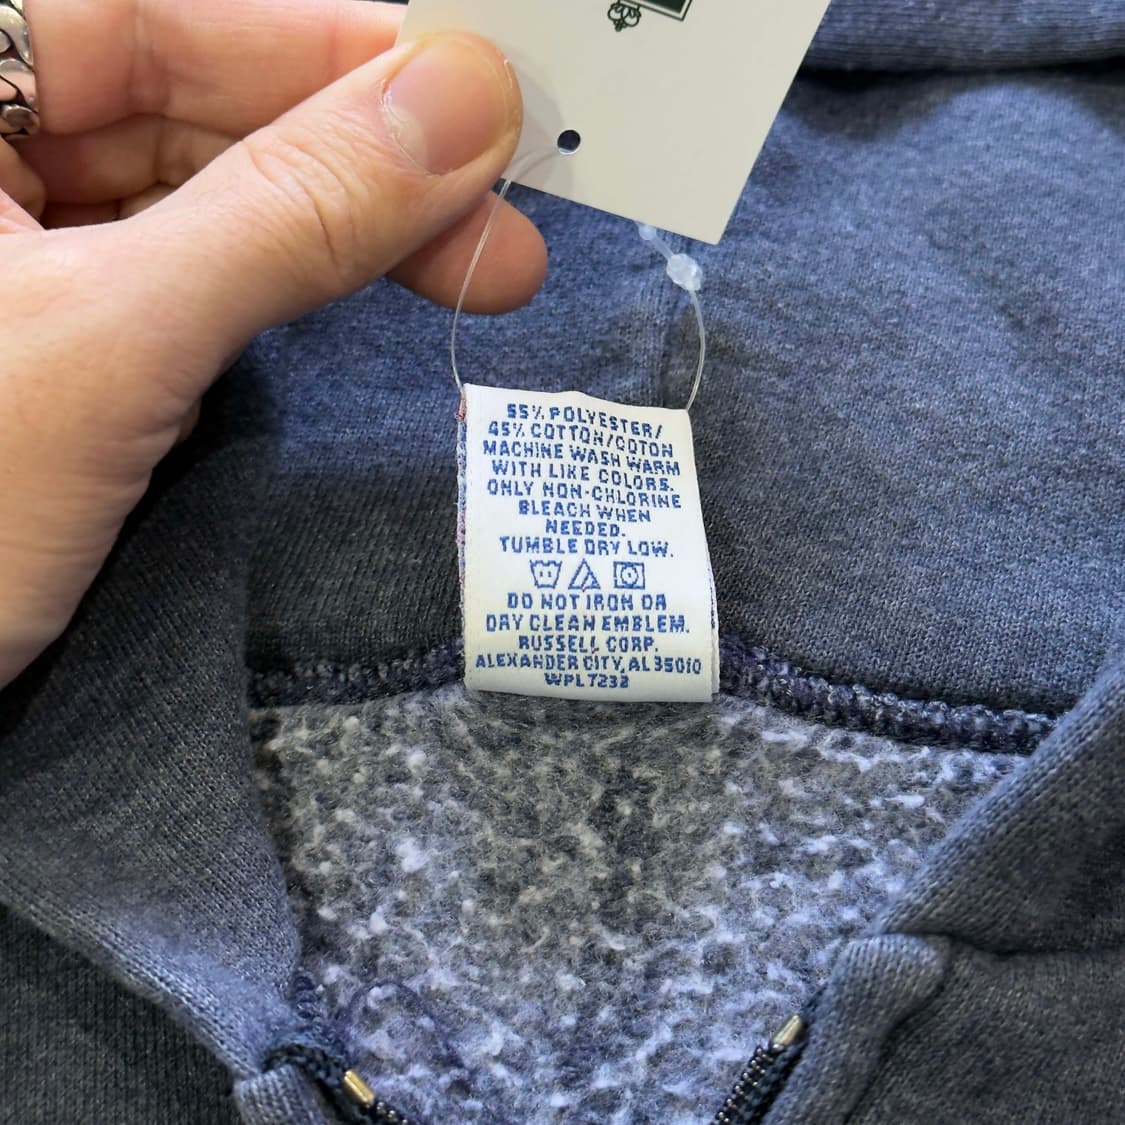 55% POLYESTER/
45% COTTON/COTON
MACHINE WASH WARM
WITH LIKE COLORS.
ONLY NON-CHLORINE
BLEACH WHEN
NEEDED.
TUMBLE DRY LOW.
DO NOT IRON OR
DRY CLEAN EMBLEM.
RUSSELL CORP.
ALEXANDER CITY, AL 35010
WPL 7232